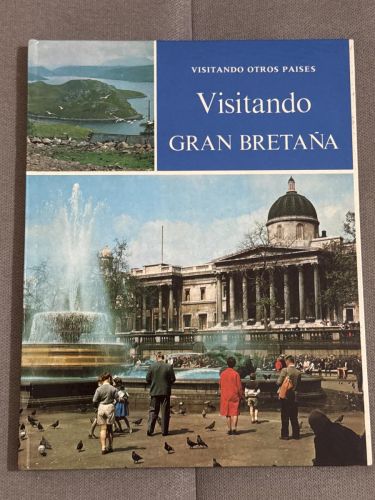 VISITANDO OTROS PAISES
Visitando
GRAN BRETAÑA